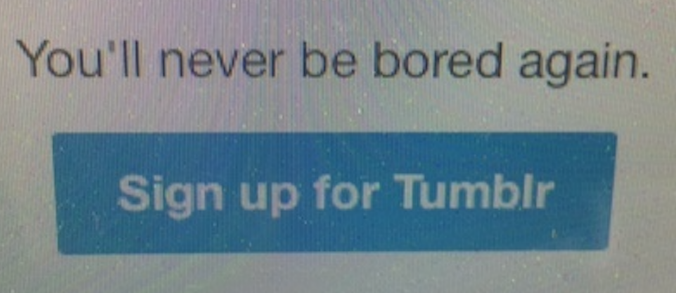 You'll never be bored again.
Sign up for Tumblr